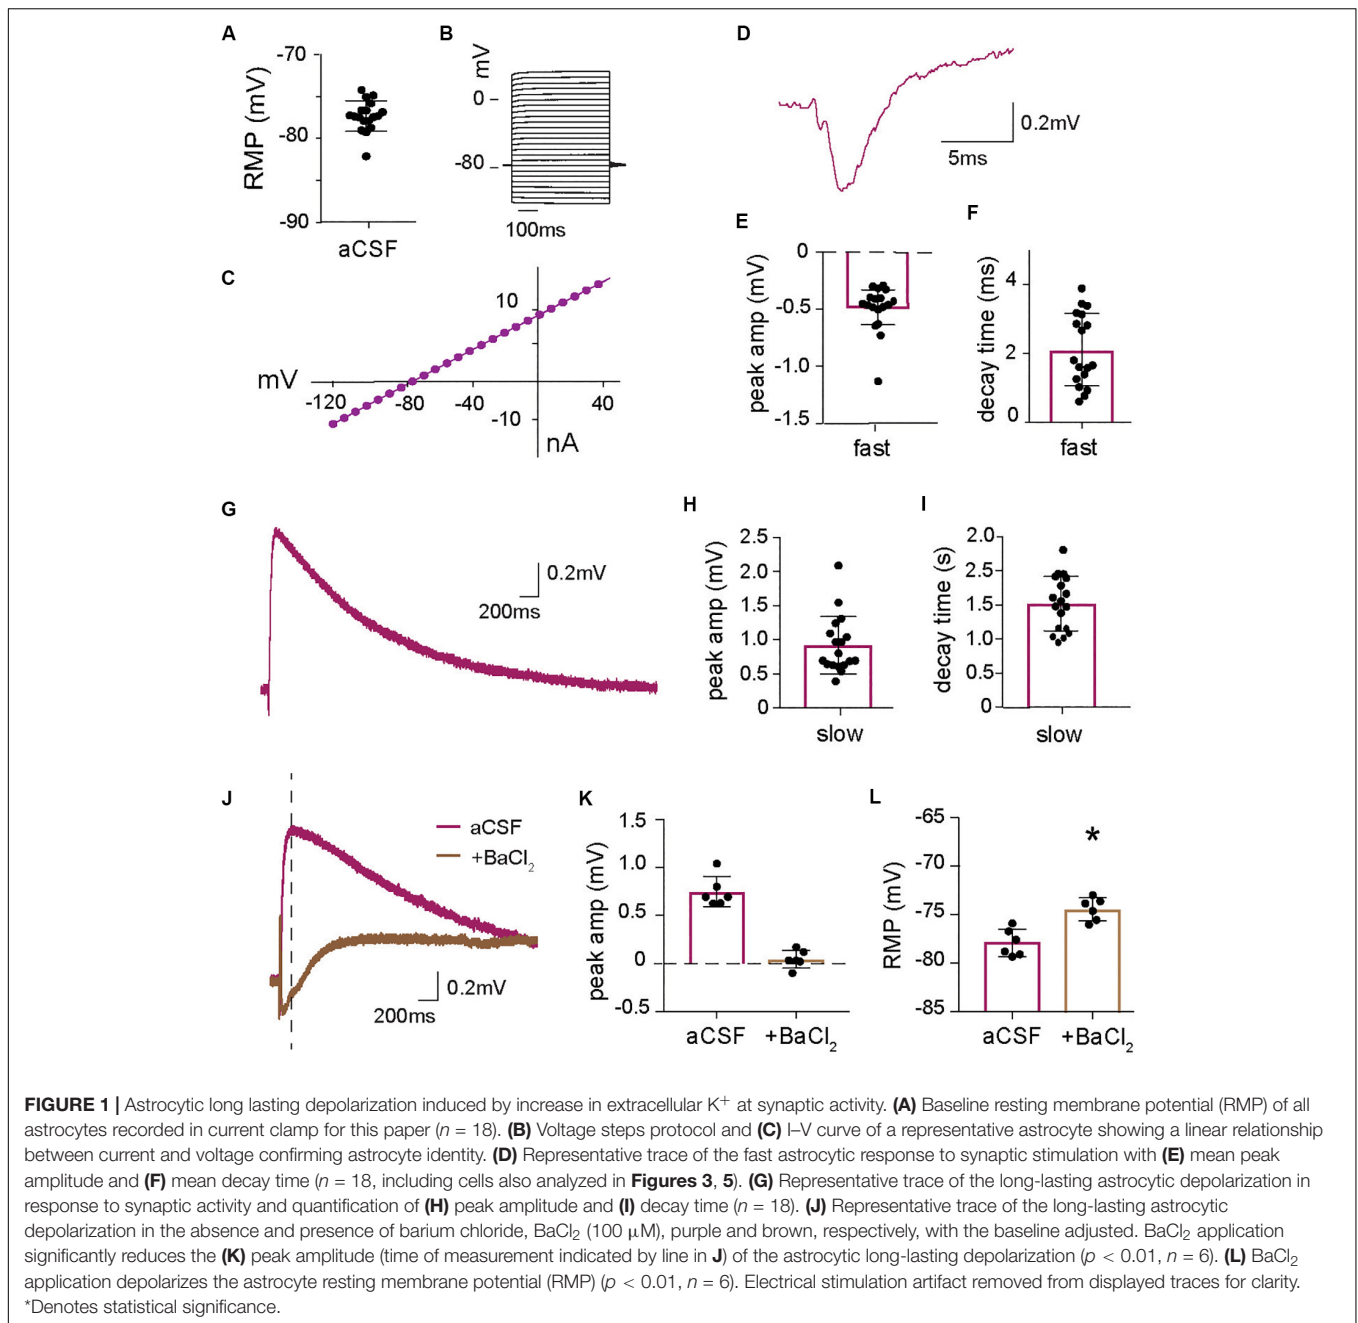 A
-70
-80
-90
RMP (mV)
aCSF
B
mV
0
-80
100ms
C
10
mV
-120
-80
-40
40
-10
nA
D
0.2mV
5ms
E
0
-0.5
-1.0
-1.5
peak amp (mV)
fast
F
4
2
0
decay time (ms)
fast
G
0.2mV
200ms
H
2.5
2.0
1.5
1.0
0.5
0
peak amp (mV)
slow
I
2.0
1.5
1.0
0.5
0
decay time (s)
slow
J
aCSF
+BaCl₂
0.2mV
200ms
K
1.5
1.0
0.5
0
-0.5
peak amp (mV)
aCSF +BaCl₂
L
-65
-70
-75
-80
-85
RMP (mV)
*
aCSF +BaCl₂
FIGURE 1 | Astrocytic long lasting depolarization induced by increase in extracellular K⁺ at synaptic activity. (A) Baseline resting membrane potential (RMP) of all
astrocytes recorded in current clamp for this paper (n = 18). (B) Voltage steps protocol and (C) I–V curve of a representative astrocyte showing a linear relationship
between current and voltage confirming astrocyte identity. (D) Representative trace of the fast astrocytic response to synaptic stimulation with (E) mean peak
amplitude and (F) mean decay time (n = 18, including cells also analyzed in Figures 3, 5). (G) Representative trace of the long-lasting astrocytic depolarization in
response to synaptic activity and quantification of (H) peak amplitude and (I) decay time (n = 18). (J) Representative trace of the long-lasting astrocytic
depolarization in the absence and presence of barium chloride, BaCl₂ (100 μM), purple and brown, respectively, with the baseline adjusted. BaCl₂ application
significantly reduces the (K) peak amplitude (time of measurement indicated by line in J) of the astrocytic long-lasting depolarization (p < 0.01, n = 6). (L) BaCl₂
application depolarizes the astrocyte resting membrane potential (RMP) (p < 0.01, n = 6). Electrical stimulation artifact removed from displayed traces for clarity.
*Denotes statistical significance.